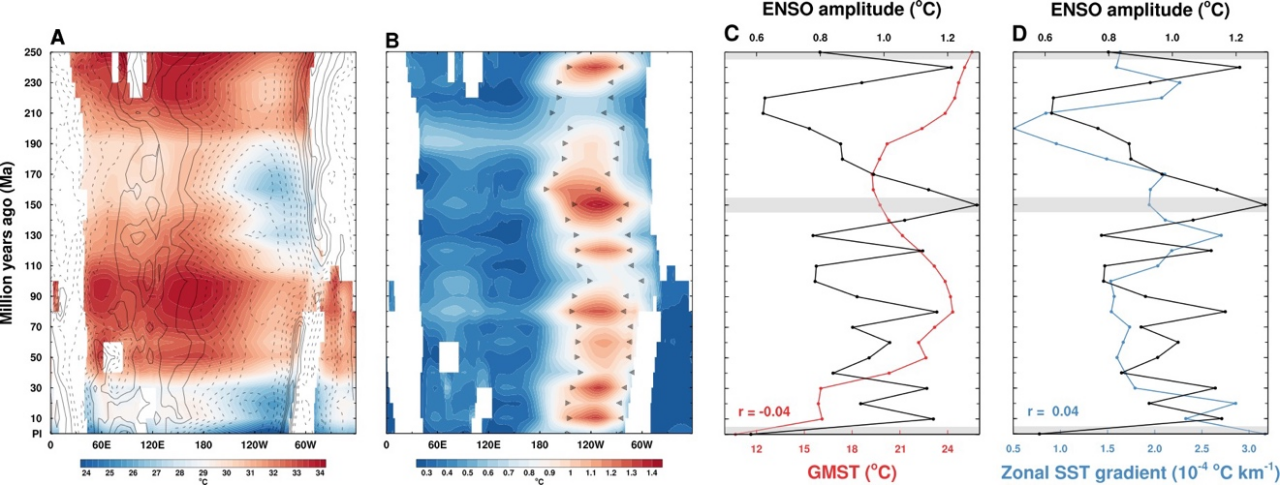 ENSO amplitude (°C)
ENSO amplitude (°C)
A
B
C
D
0.6 0.8 1.0 1.2
0.6 0.8 1.0 1.2
Million years ago (Ma)
250
230
210
190
170
150
130
110
90
70
50
30
10
PI
0 60E 120E 180 120W 60W
0 60E 120E 180 120W 60W
24 25 26 27 28 29 30 31 32 33 34
°C
0.3 0.4 0.5 0.6 0.7 0.8 0.9 1 1.1 1.2 1.3 1.4
°C
r = -0.04
12 15 18 21 24
GMST (°C)
r = 0.04
0.5 1.0 1.5 2.0 2.5 3.0
Zonal SST gradient (10⁻⁴ °C km⁻¹)